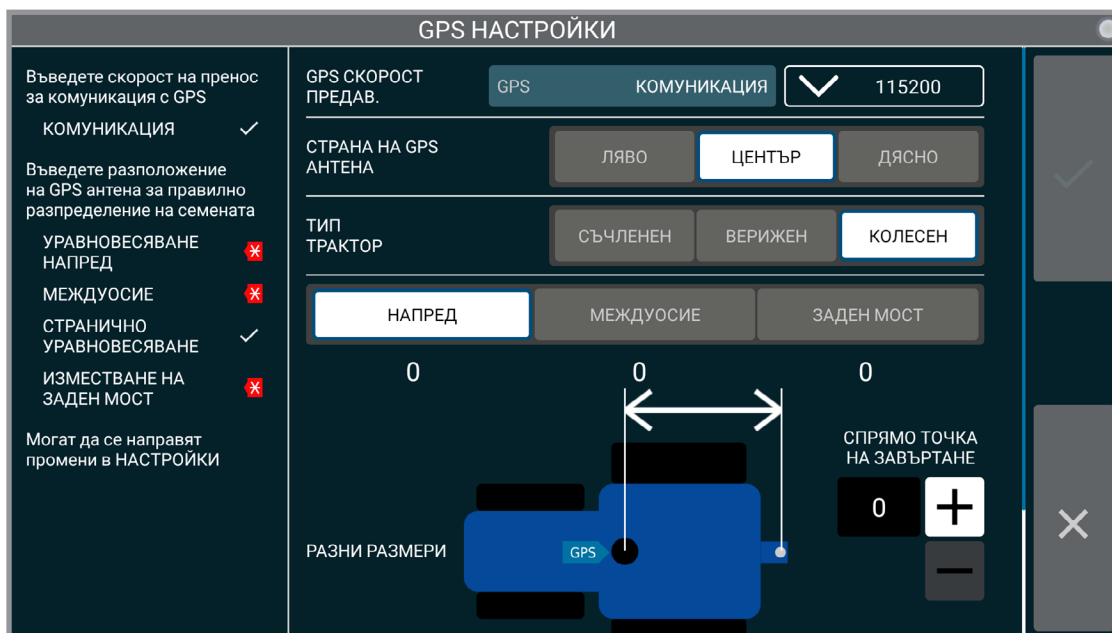 GPS НАСТРОЙКИ
Въведете скорост на пренос
за комуникация с GPS
КОМУНИКАЦИЯ
Въведете разположение
на GPS антена за правилно
разпределение на семената
УРАВНОВЕСЯВАНЕ
НАПРЕД
МЕЖДУОСИЕ
СТРАНИЧНО
УРАВНОВЕСЯВАНЕ
ИЗМЕСТВАНЕ НА
ЗАДЕН МОСТ
Могат да се направят
промени в НАСТРОЙКИ
GPS СКОРОСТ
ПРЕДАВ.
GPS КОМУНИКАЦИЯ 115200
СТРАНА НА GPS
АНТЕНА
ЛЯВО ЦЕНТЪР ДЯСНО
ТИП
ТРАКТОР
СЪЧЛЕНЕН ВЕРИЖЕН КОЛЕСЕН
НАПРЕД МЕЖДУОСИЕ ЗАДЕН МОСТ
0 0 0
СПРЯМО ТОЧКА
НА ЗАВЪРТАНЕ
0 +
−
РАЗНИ РАЗМЕРИ
GPS